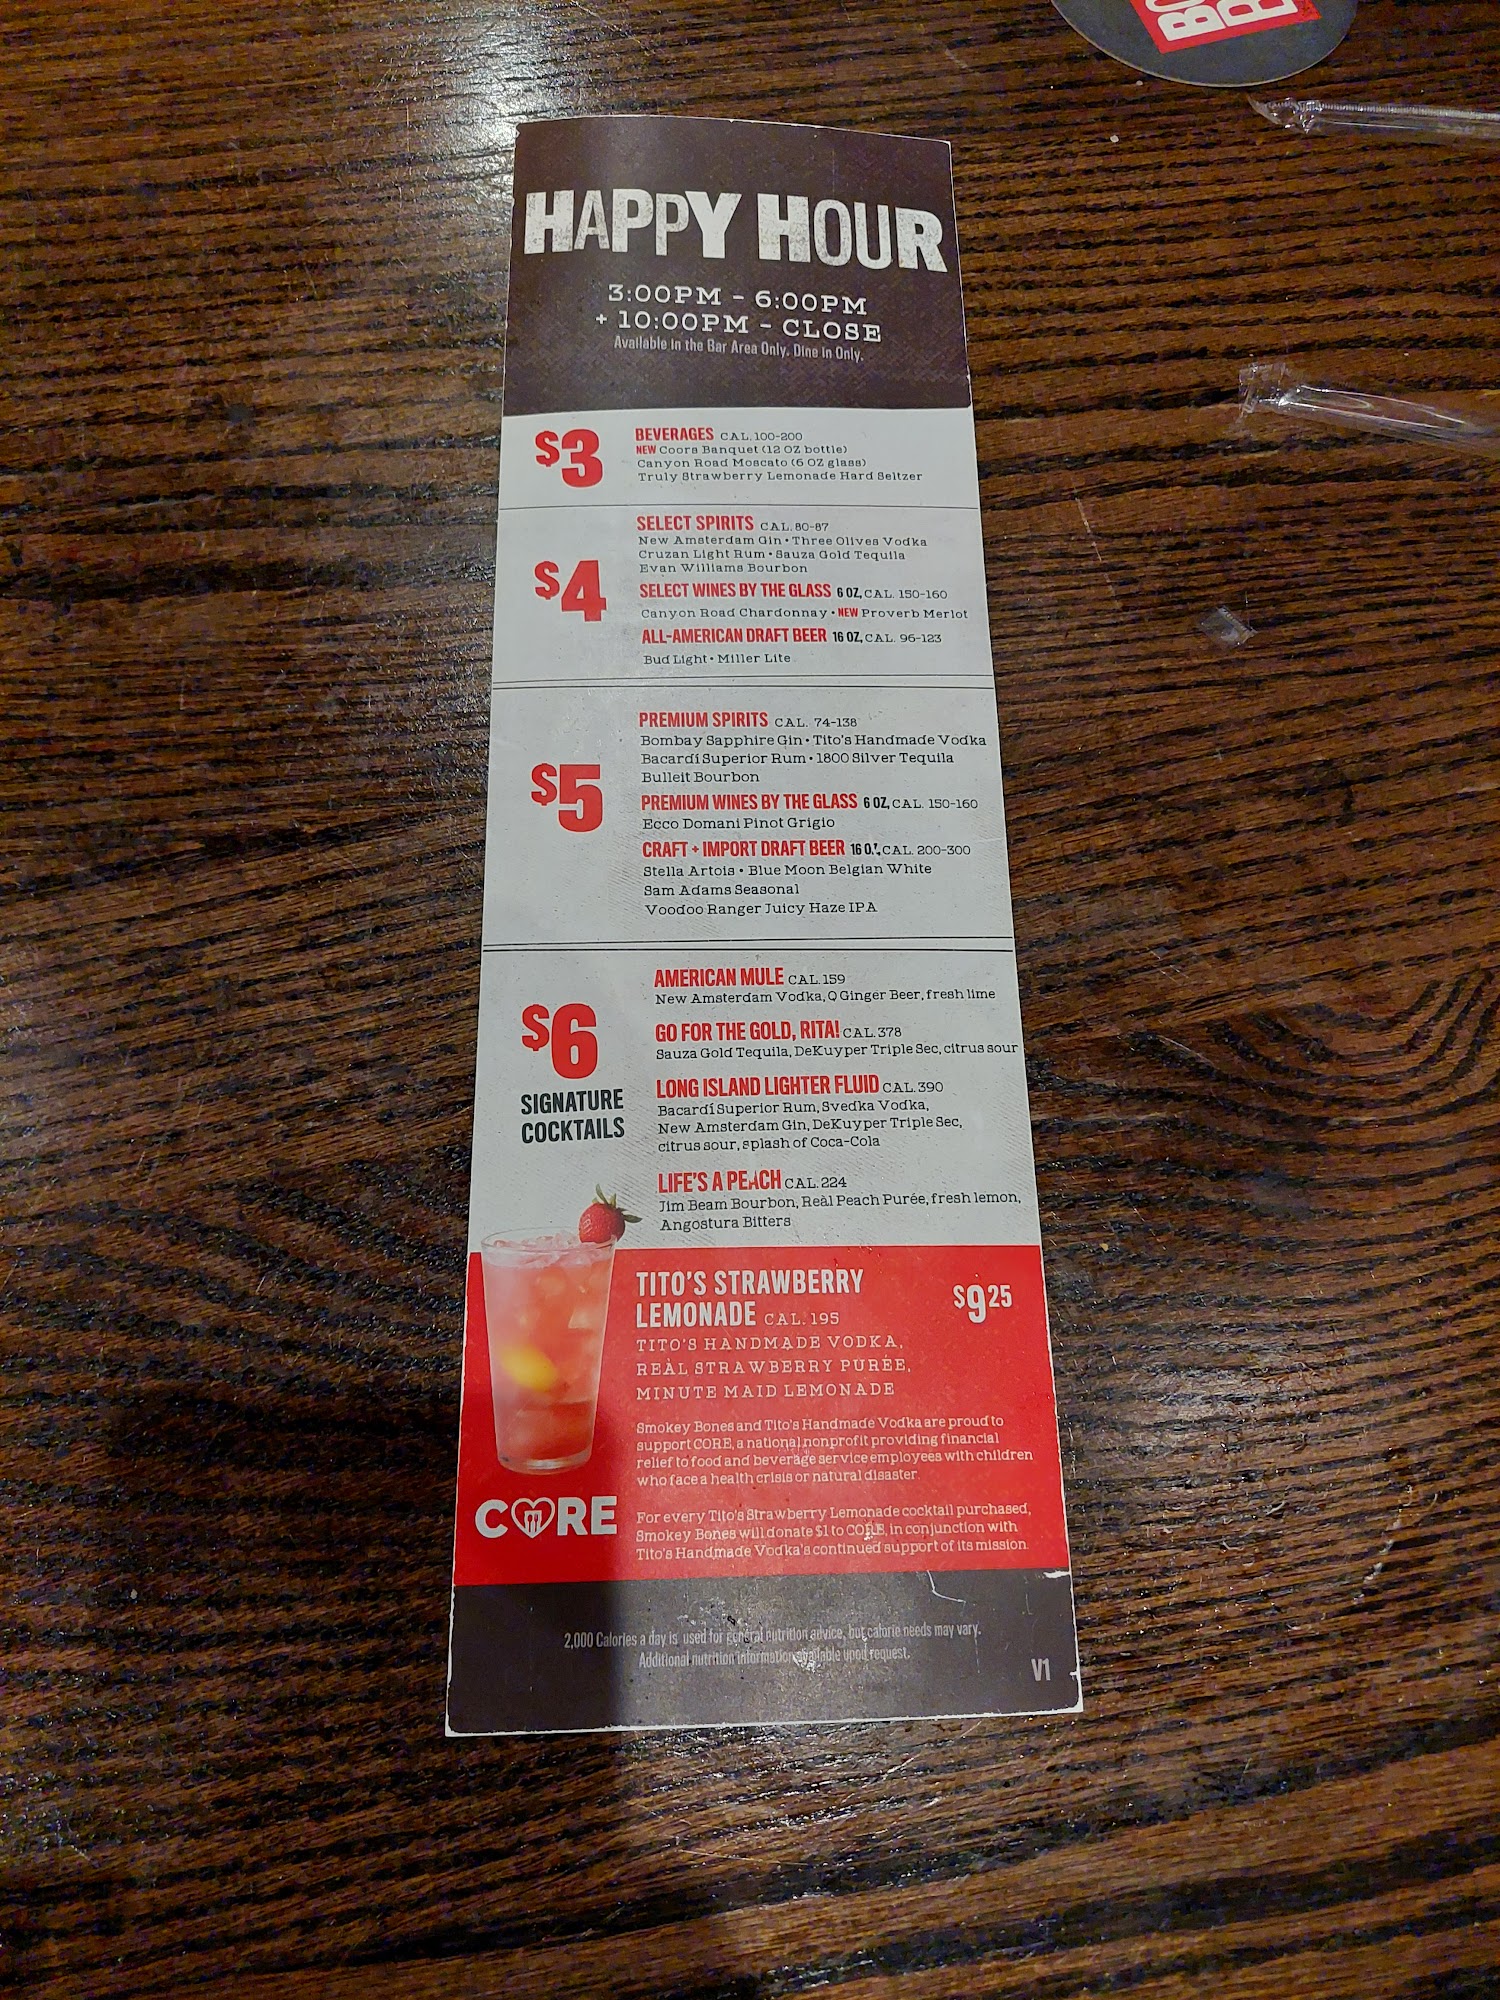 BO
B
HAPPY HOUR
3:00PM - 6:00PM
+ 10:00PM - CLOSE
Available in the Bar Area Only. Dine In Only.
$3
BEVERAGES CAL. 100-200
NEW Coors Banquet (12 OZ bottle)
Canyon Road Moscato (6 OZ glass)
Truly Strawberry Lemonade Hard Seltzer
$4
SELECT SPIRITS CAL. 80-87
New Amsterdam Gin • Three Olives Vodka
Cruzan Light Rum • Sauza Gold Tequila
Evan Williams Bourbon
SELECT WINES BY THE GLASS 6 OZ, CAL. 150-160
Canyon Road Chardonnay • NEW Proverb Merlot
ALL-AMERICAN DRAFT BEER 16 OZ, CAL. 96-123
Bud Light • Miller Lite
$5
PREMIUM SPIRITS CAL. 74-138
Bombay Sapphire Gin • Tito's Handmade Vodka
Bacardí Superior Rum • 1800 Silver Tequila
Bulleit Bourbon
PREMIUM WINES BY THE GLASS 6 OZ, CAL. 150-160
Ecco Domani Pinot Grigio
CRAFT + IMPORT DRAFT BEER 16 OZ, CAL. 200-300
Stella Artois • Blue Moon Belgian White
Sam Adams Seasonal
Voodoo Ranger Juicy Haze IPA
$6
SIGNATURE
COCKTAILS
AMERICAN MULE CAL. 159
New Amsterdam Vodka, Q Ginger Beer, fresh lime
GO FOR THE GOLD, RITA! CAL. 378
Sauza Gold Tequila, DeKuyper Triple Sec, citrus sour
LONG ISLAND LIGHTER FLUID CAL. 390
Bacardí Superior Rum, Svedka Vodka,
New Amsterdam Gin, DeKuyper Triple Sec,
citrus sour, splash of Coca-Cola
LIFE'S A PEACH CAL. 224
Jim Beam Bourbon, Reàl Peach Purée, fresh lemon,
Angostura Bitters
TITO'S STRAWBERRY
LEMONADE CAL. 195
$9.25
TITO'S HANDMADE VODKA,
REÀL STRAWBERRY PURÉE,
MINUTE MAID LEMONADE
Smokey Bones and Tito's Handmade Vodka are proud to
support CORE, a national nonprofit providing financial
relief to food and beverage service employees with children
who face a health crisis or natural disaster.
CORE
For every Tito's Strawberry Lemonade cocktail purchased,
Smokey Bones will donate $1 to CORE, in conjunction with
Tito's Handmade Vodka's continued support of its mission.
2,000 Calories a day is used for general nutrition advice, but calorie needs may vary.
Additional nutrition information available upon request.
V1